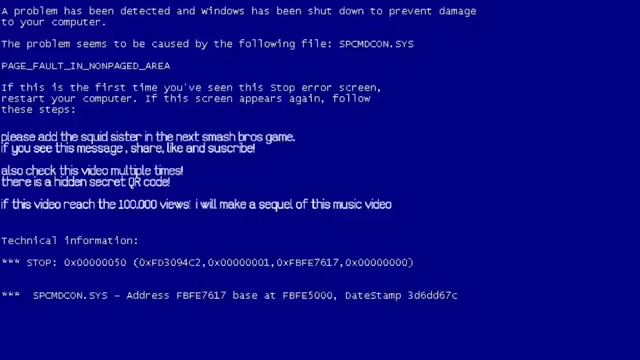 A problem has been detected and Windows has been shut down to prevent damage
to your computer.
The problem seems to be caused by the following file: SPCMDCON.SYS
PAGE_FAULT_IN_NONPAGED_AREA
If this is the first time you've seen this Stop error screen,
restart your computer. If this screen appears again, follow
these steps:
please add the squid sister in the next smash bros game.
if you see this message , share, like and suscribe!
also check this video multiple times!
there is a hidden secret QR code!
if this video reach the 100,000 views: i will make a sequel of this music video
Technical information:
*** STOP: 0x00000050 (0xFD3094C2,0x00000001,0xFBFE7617,0x00000000)
*** SPCMDCON.SYS – Address FBFE7617 base at FBFE5000, DateStamp 3d6dd67c